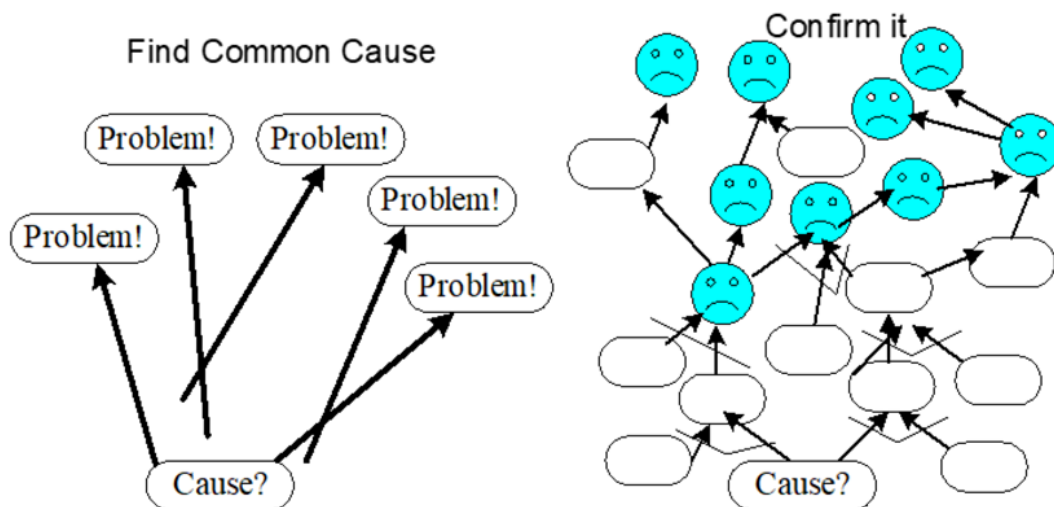 Find Common Cause
Problem!
Problem!
Problem!
Problem!
Problem!
Cause?
Confirm it
Cause?